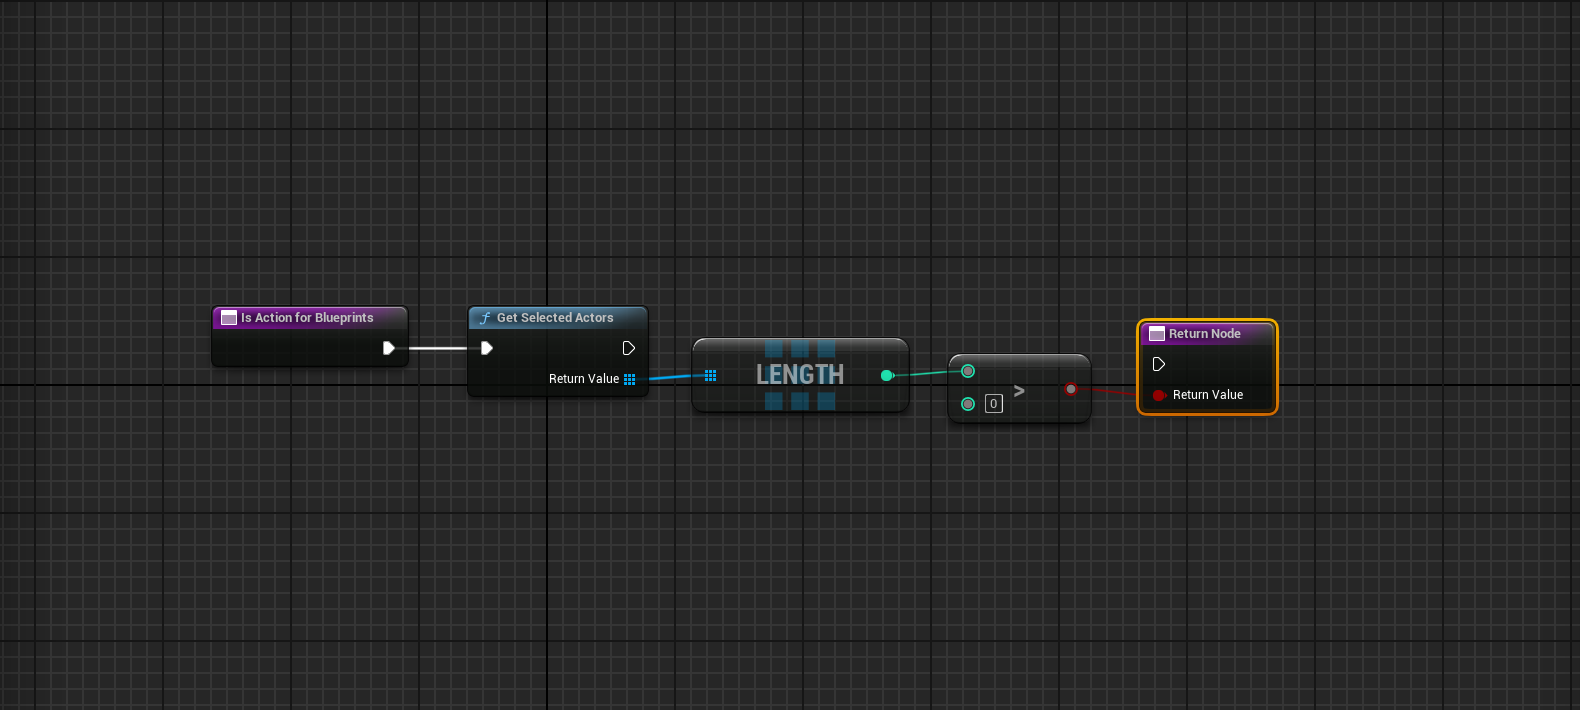 Is Action for Blueprints
f Get Selected Actors
Return Value
LENGTH
0
>
Return Node
Return Value